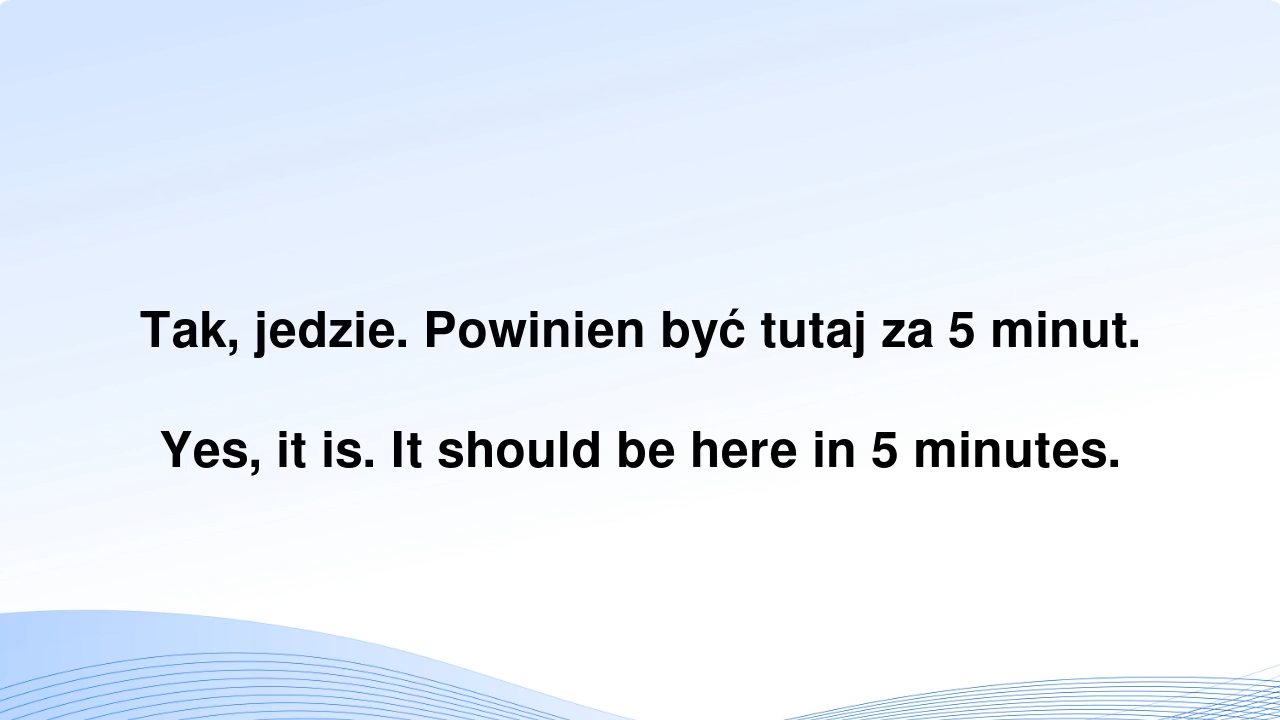 Tak, jedzie. Powinien być tutaj za 5 minut.
Yes, it is. It should be here in 5 minutes.